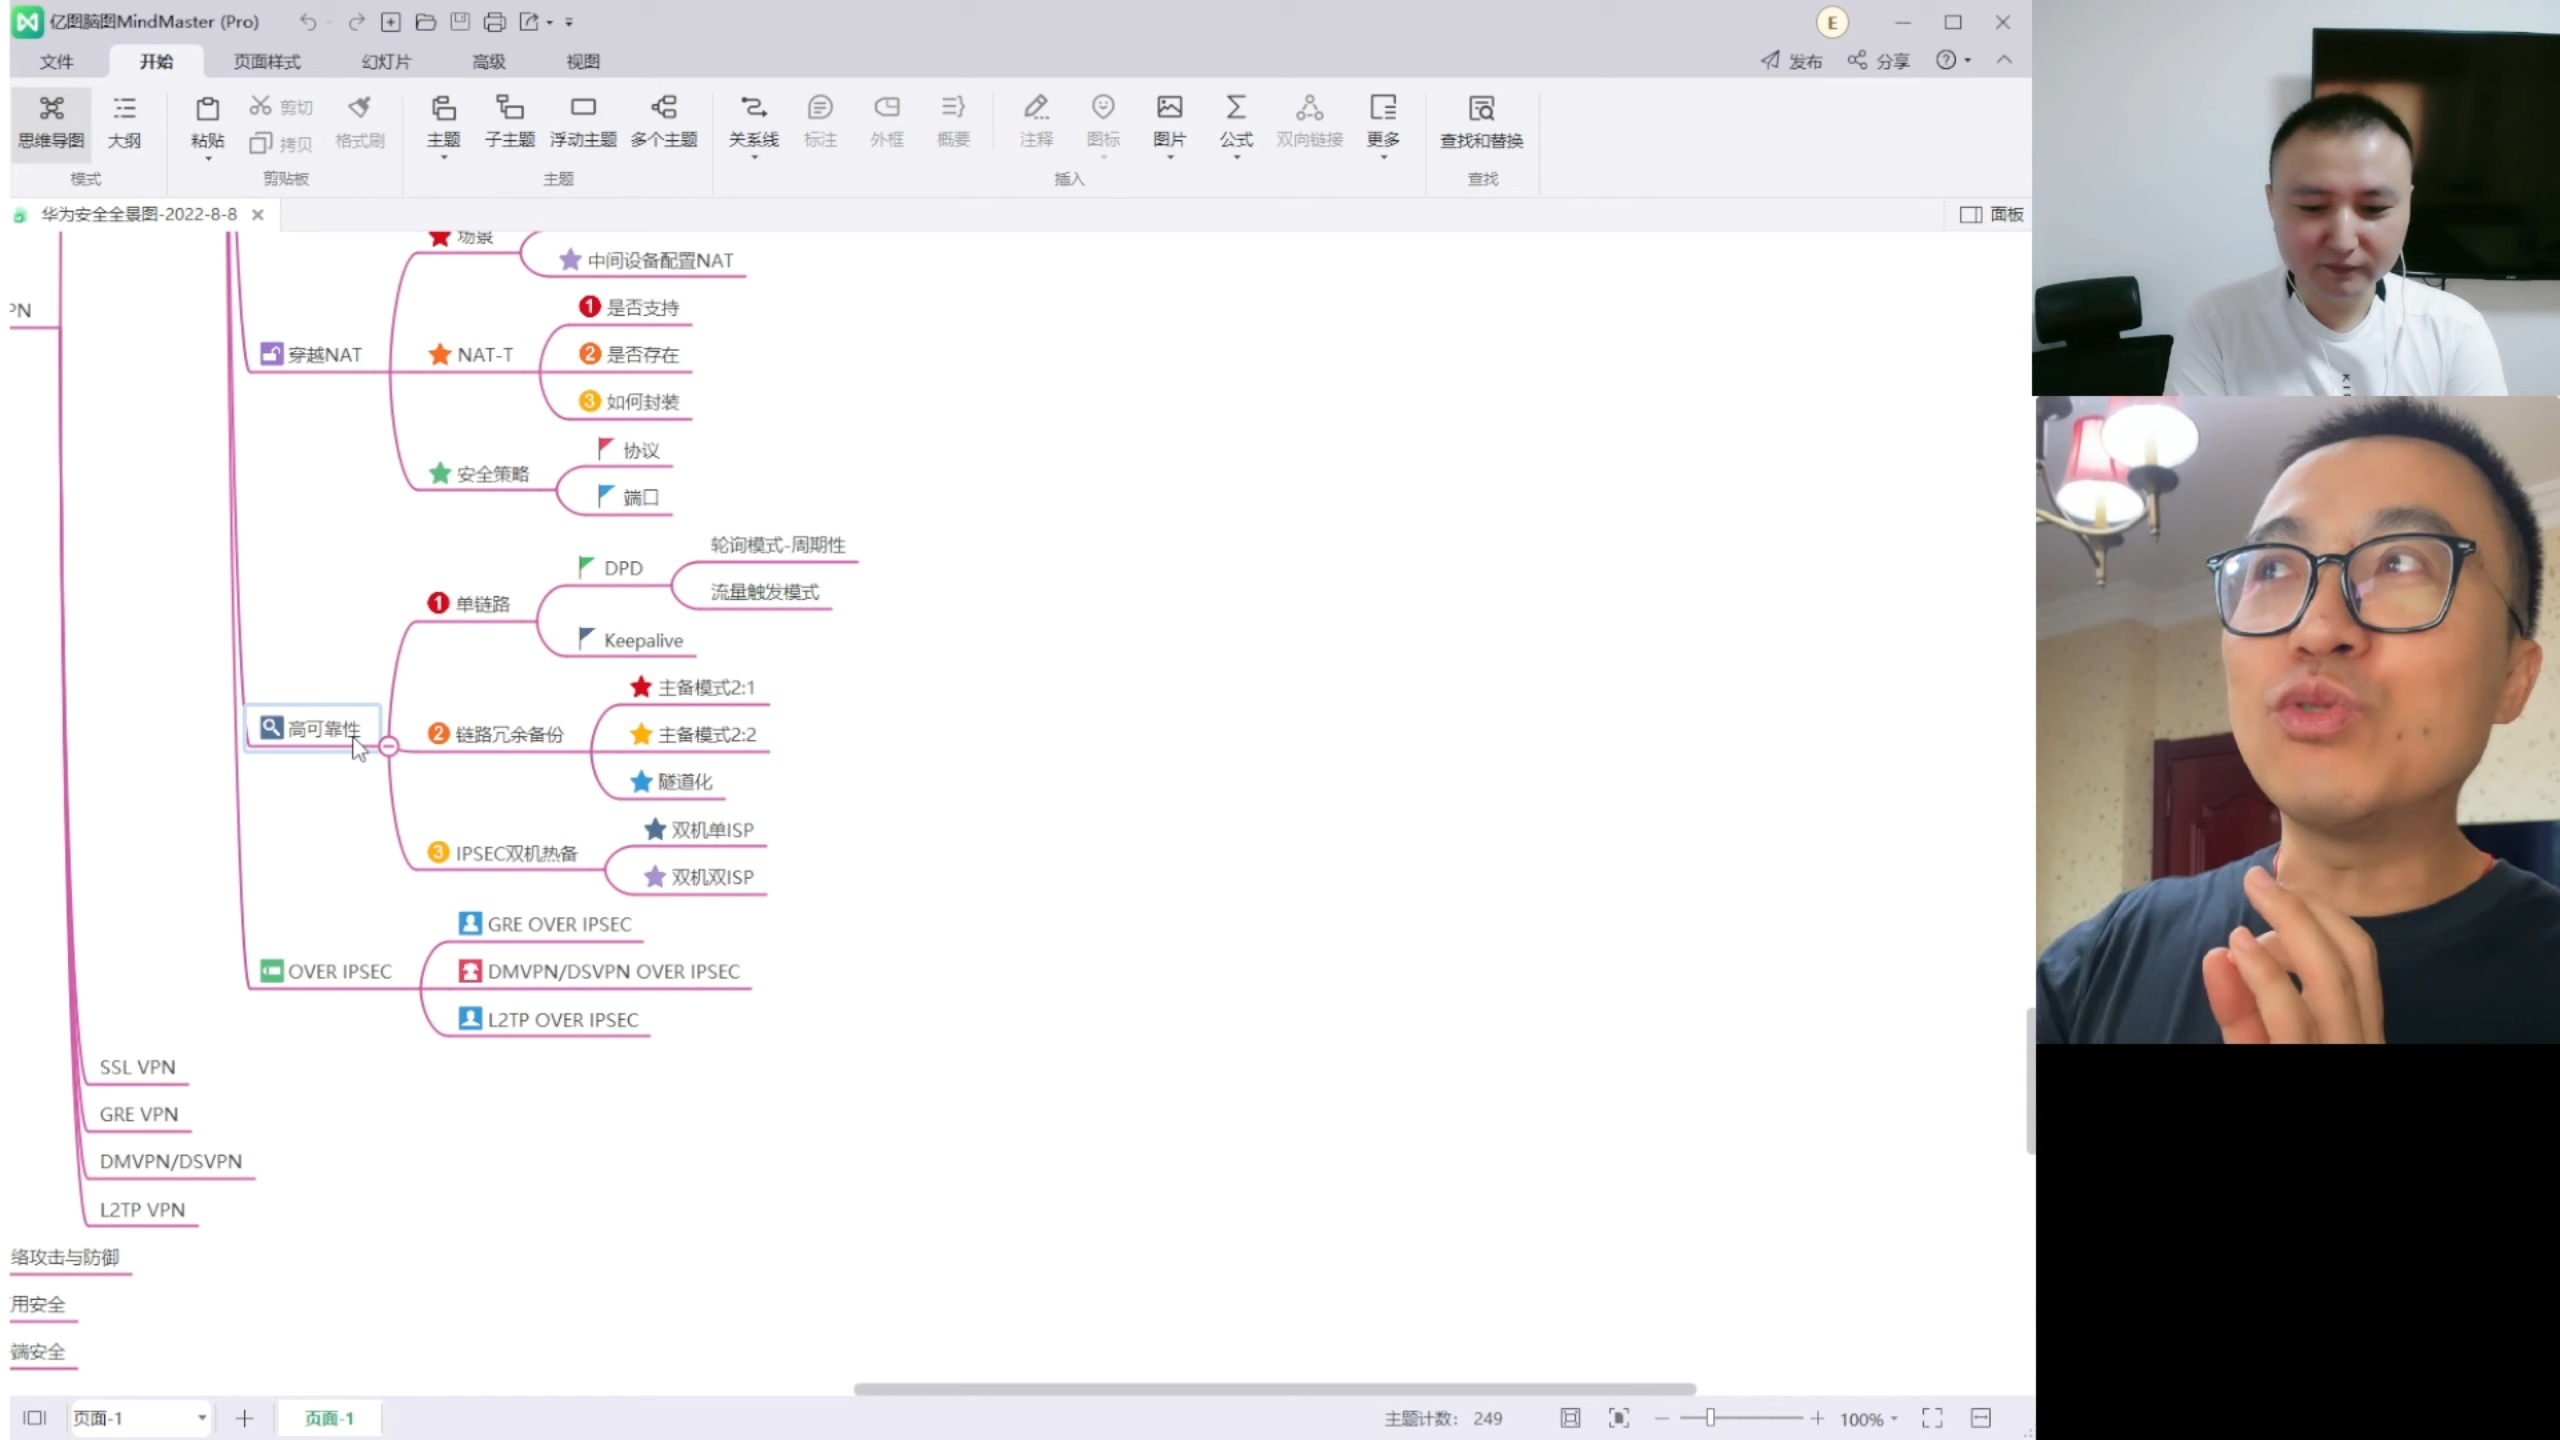 亿图脑图MindMaster (Pro)
E
文件 开始 页面样式 幻灯片 高级 视图
发布 分享
思维导图 大纲 粘贴 剪切 拷贝 格式刷 主题 子主题 浮动主题 多个主题 关系线 标注 外框 概要 注释 图标 图片 公式 双向链接 更多 查找和替换
模式 剪贴板 主题 插入 查找
华为安全全景图-2022-8-8
面板
场景
中间设备配置NAT
PN
1 是否支持
穿越NAT
NAT-T
2 是否存在
3 如何封装
安全策略
协议
端口
轮询模式-周期性
DPD
流量触发模式
1 单链路
Keepalive
主备模式2:1
高可靠性
2 链路冗余备份
主备模式2:2
隧道化
双机单ISP
3 IPSEC双机热备
双机双ISP
GRE OVER IPSEC
OVER IPSEC
DMVPN/DSVPN OVER IPSEC
L2TP OVER IPSEC
SSL VPN
GRE VPN
DMVPN/DSVPN
L2TP VPN
络攻击与防御
用安全
端安全
页面-1
页面-1
主题计数: 249
100%